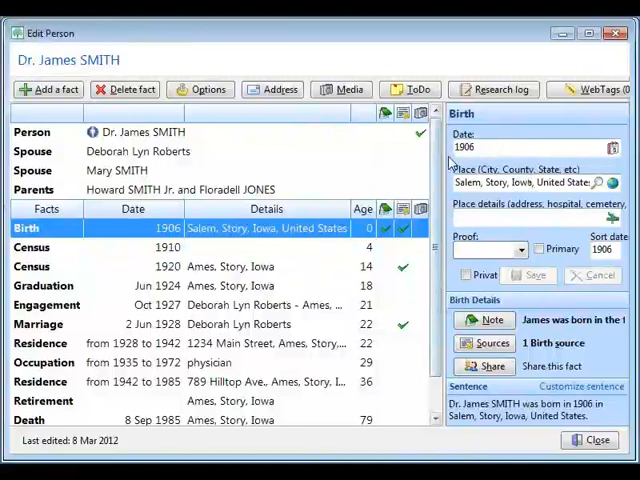 Edit Person
Dr. James SMITH
Add a fact Delete fact Options Address Media ToDo Research log WebTags (0
Person Dr. James SMITH
Spouse Deborah Lyn Roberts
Spouse Mary SMITH
Parents Howard SMITH Jr. and Floradell JONES
Facts Date Details Age
Birth 1906 Salem, Story, Iowa, United States 0
Census 1910 4
Census 1920 Ames, Story, Iowa 14
Graduation Jun 1924 Ames, Story, Iowa 18
Engagement Oct 1927 Deborah Lyn Roberts - Ames, ... 21
Marriage 2 Jun 1928 Deborah Lyn Roberts 22
Residence from 1928 to 1942 1234 Main Street, Ames, Story... 22
Occupation from 1935 to 1972 physician 29
Residence from 1942 to 1985 789 Hilltop Ave., Ames, Story, I... 36
Retirement Ames, Story, Iowa
Death 8 Sep 1985 Ames, Story, Iowa 79
Last edited: 8 Mar 2012
Birth
Date:
1906
Place (City, County, State, etc)
Salem, Story, Iowa, United State:
Place details (address, hospital, cemetery,
Proof:
Primary
Sort date
1906
Privat
Save
Cancel
Birth Details
Note James was born in the f
Sources 1 Birth source
Share Share this fact
Sentence Customize sentence
Dr. James SMITH was born in 1906 in
Salem, Story, Iowa, United States.
Close